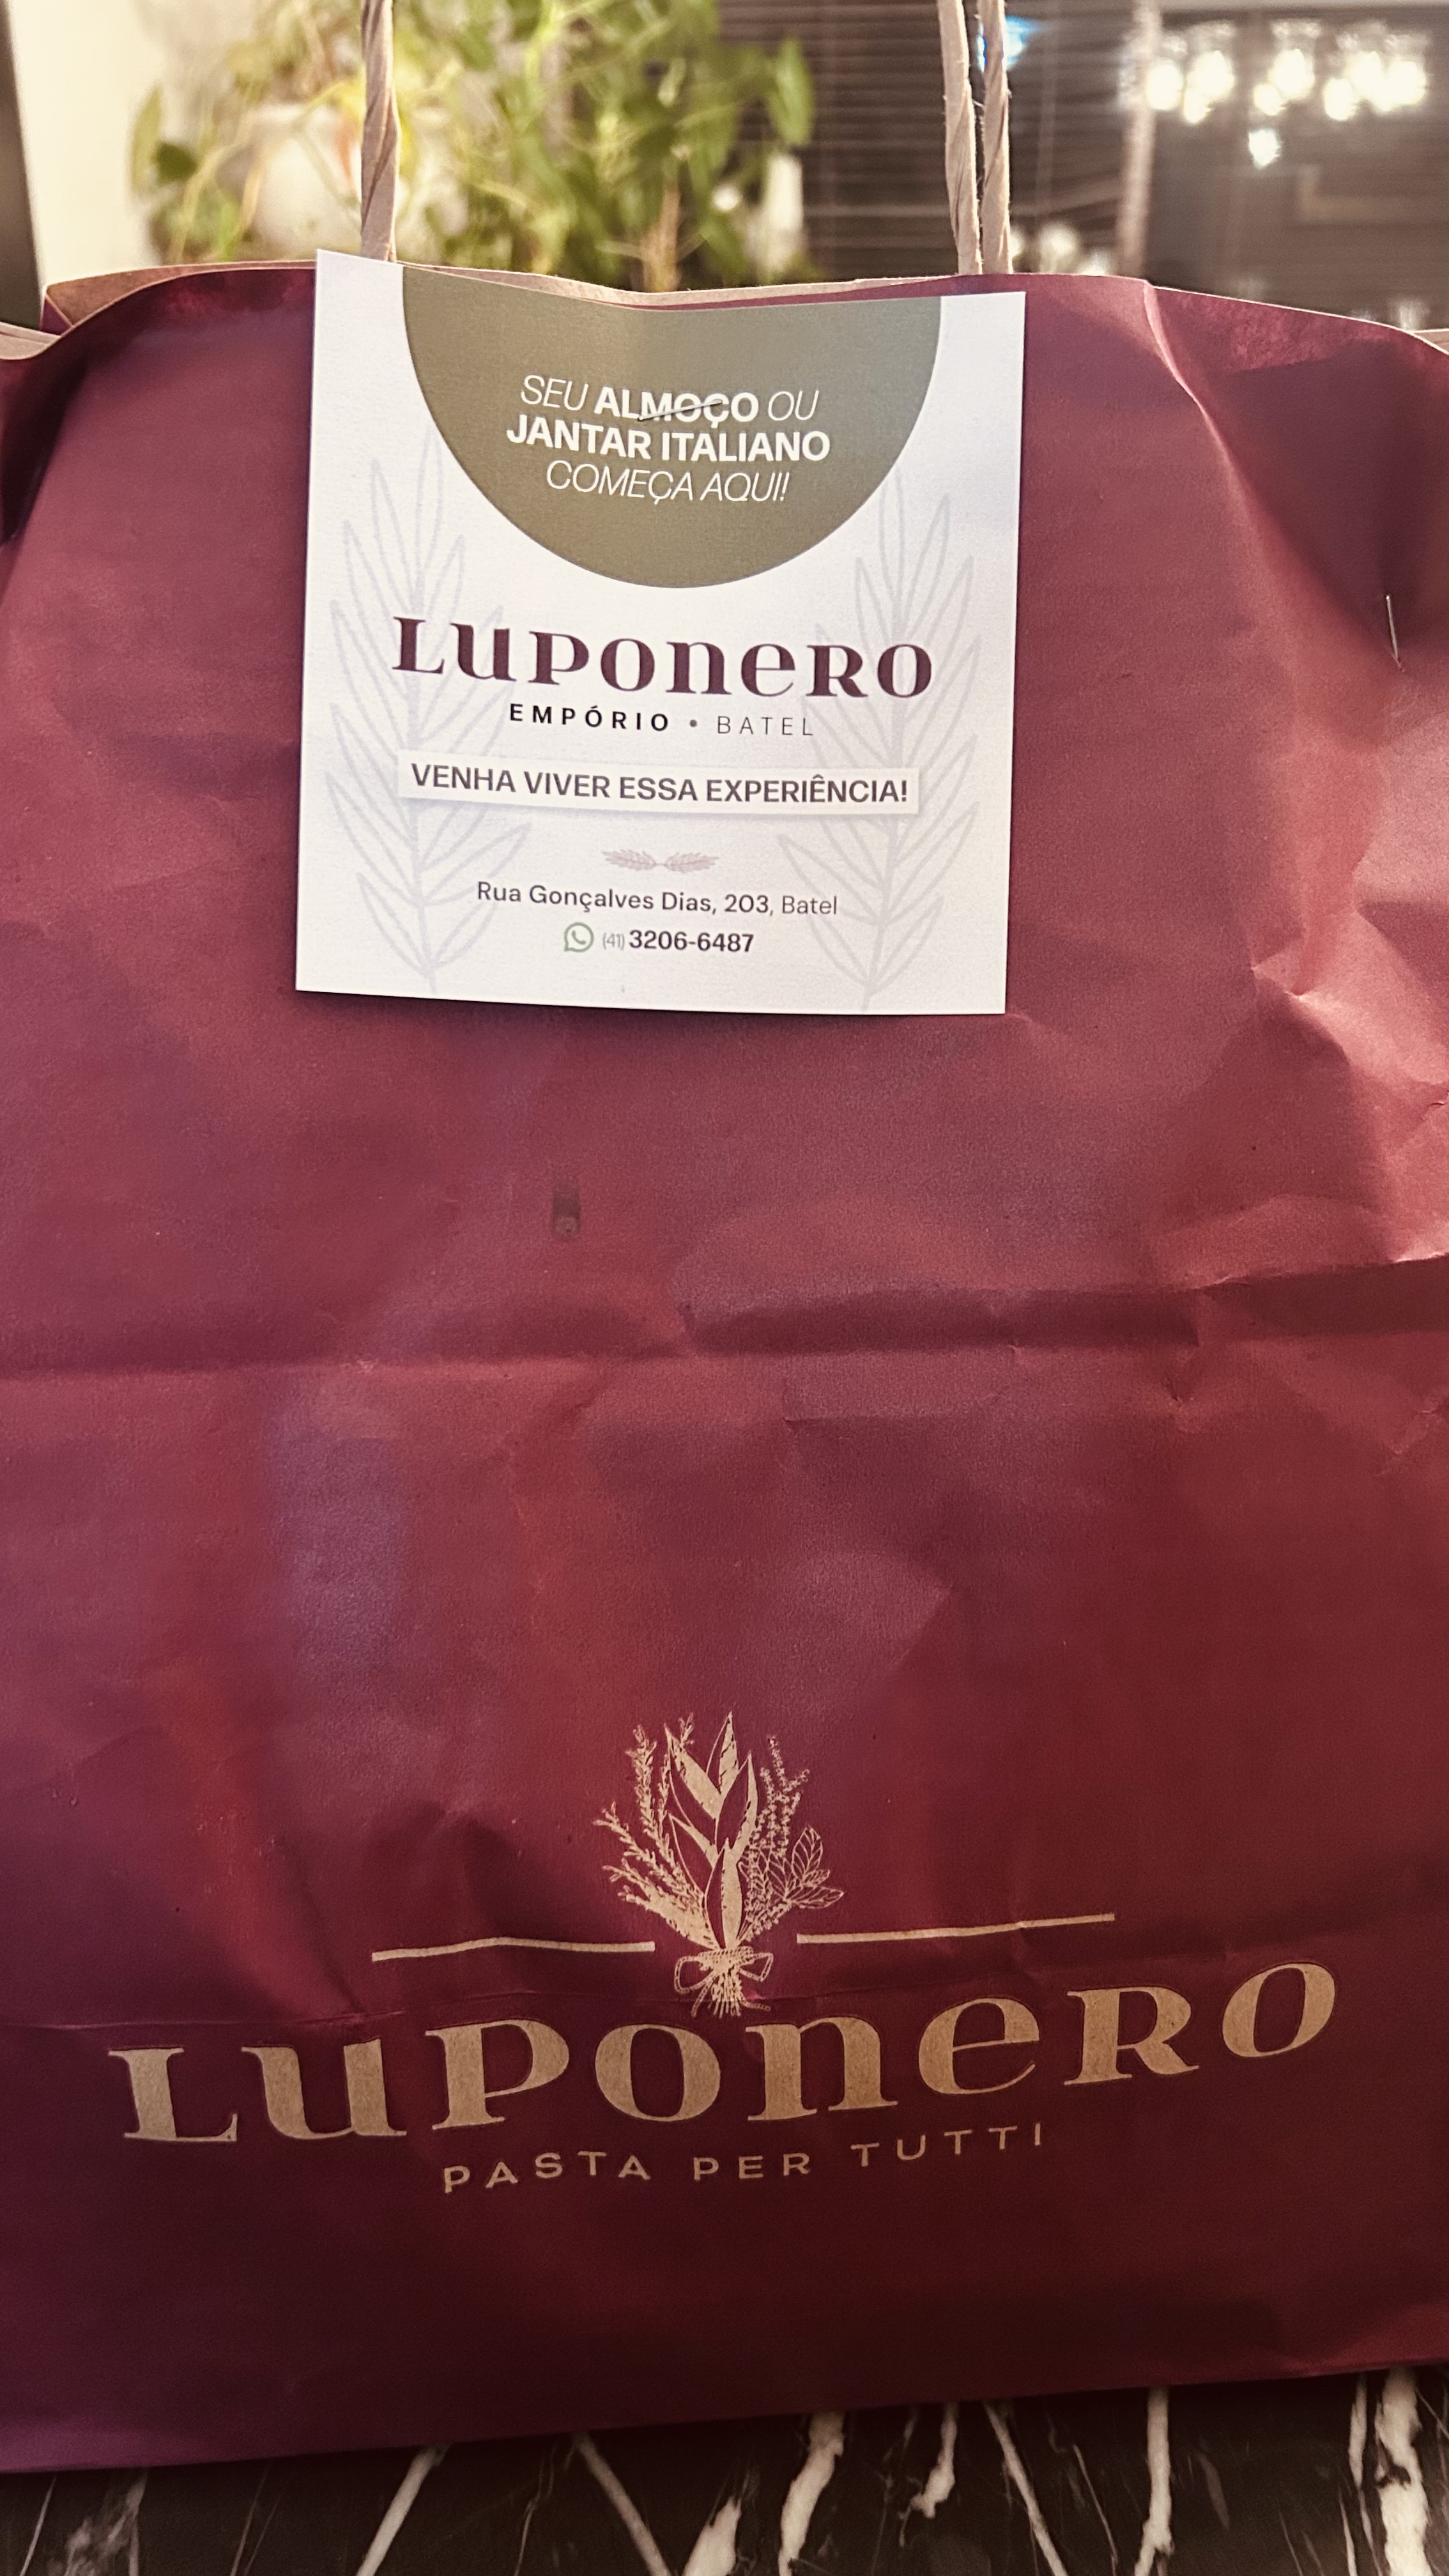 SEU ALMOÇO OU
JANTAR ITALIANO
COMEÇA AQUI!
LUPONERO
EMPÓRIO • BATEL
VENHA VIVER ESSA EXPERIÊNCIA!
Rua Gonçalves Dias, 203, Batel
(41) 3206-6487
LUPONERO
PASTA PER TUTTI